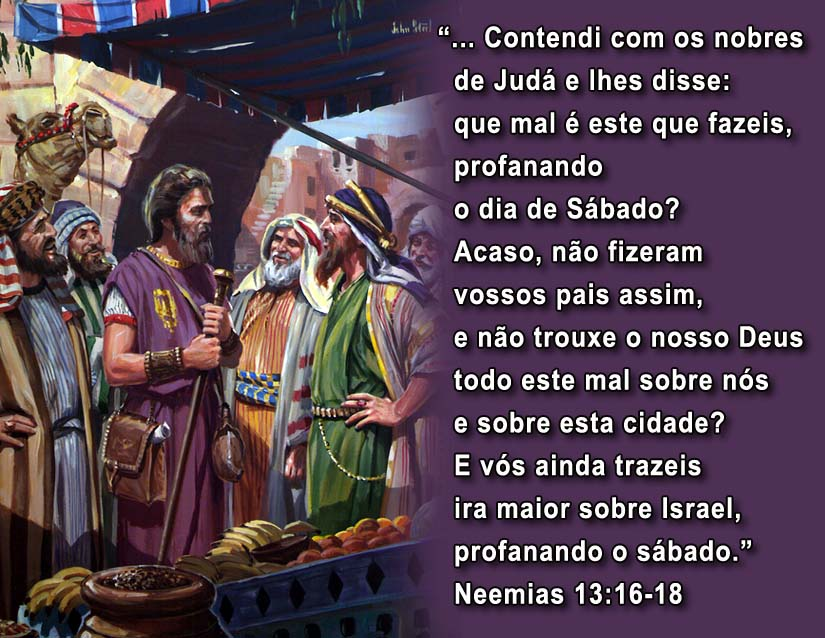 John Steel
“... Contendi com os nobres
de Judá e lhes disse:
que mal é este que fazeis,
profanando
o dia de Sábado?
Acaso, não fizeram
vossos pais assim,
e não trouxe o nosso Deus
todo este mal sobre nós
e sobre esta cidade?
E vós ainda trazeis
ira maior sobre Israel,
profanando o sábado.”
Neemias 13:16-18